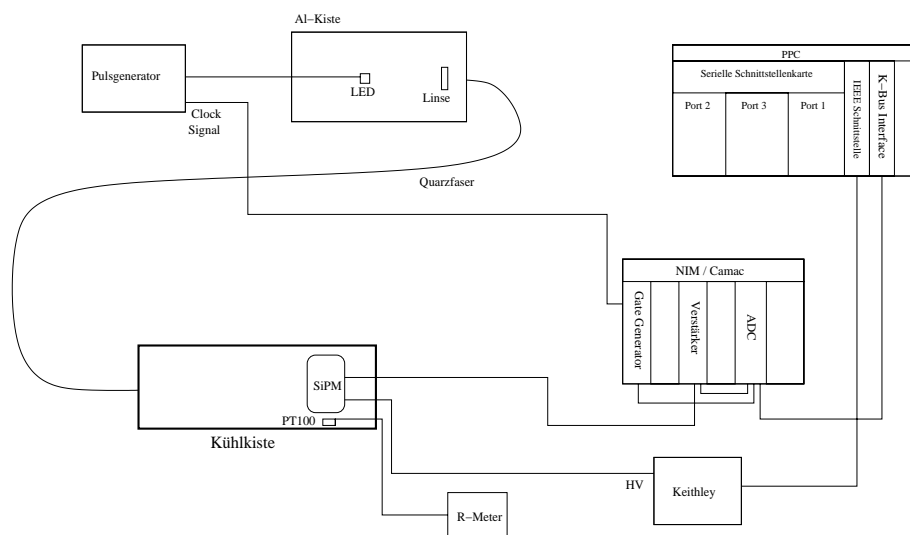 Al−Kiste
PPC
Pulsgenerator
Serielle Schnittstellenkarte
LED
Linse
Port 2
Port 3
Port 1
IEEE Schnittstelle
K−Bus Interface
Clock
Signal
Quarzfaser
NIM / Camac
Gate Generator
Verstärker
ADC
SiPM
PT100
Kühlkiste
HV
Keithley
R−Meter